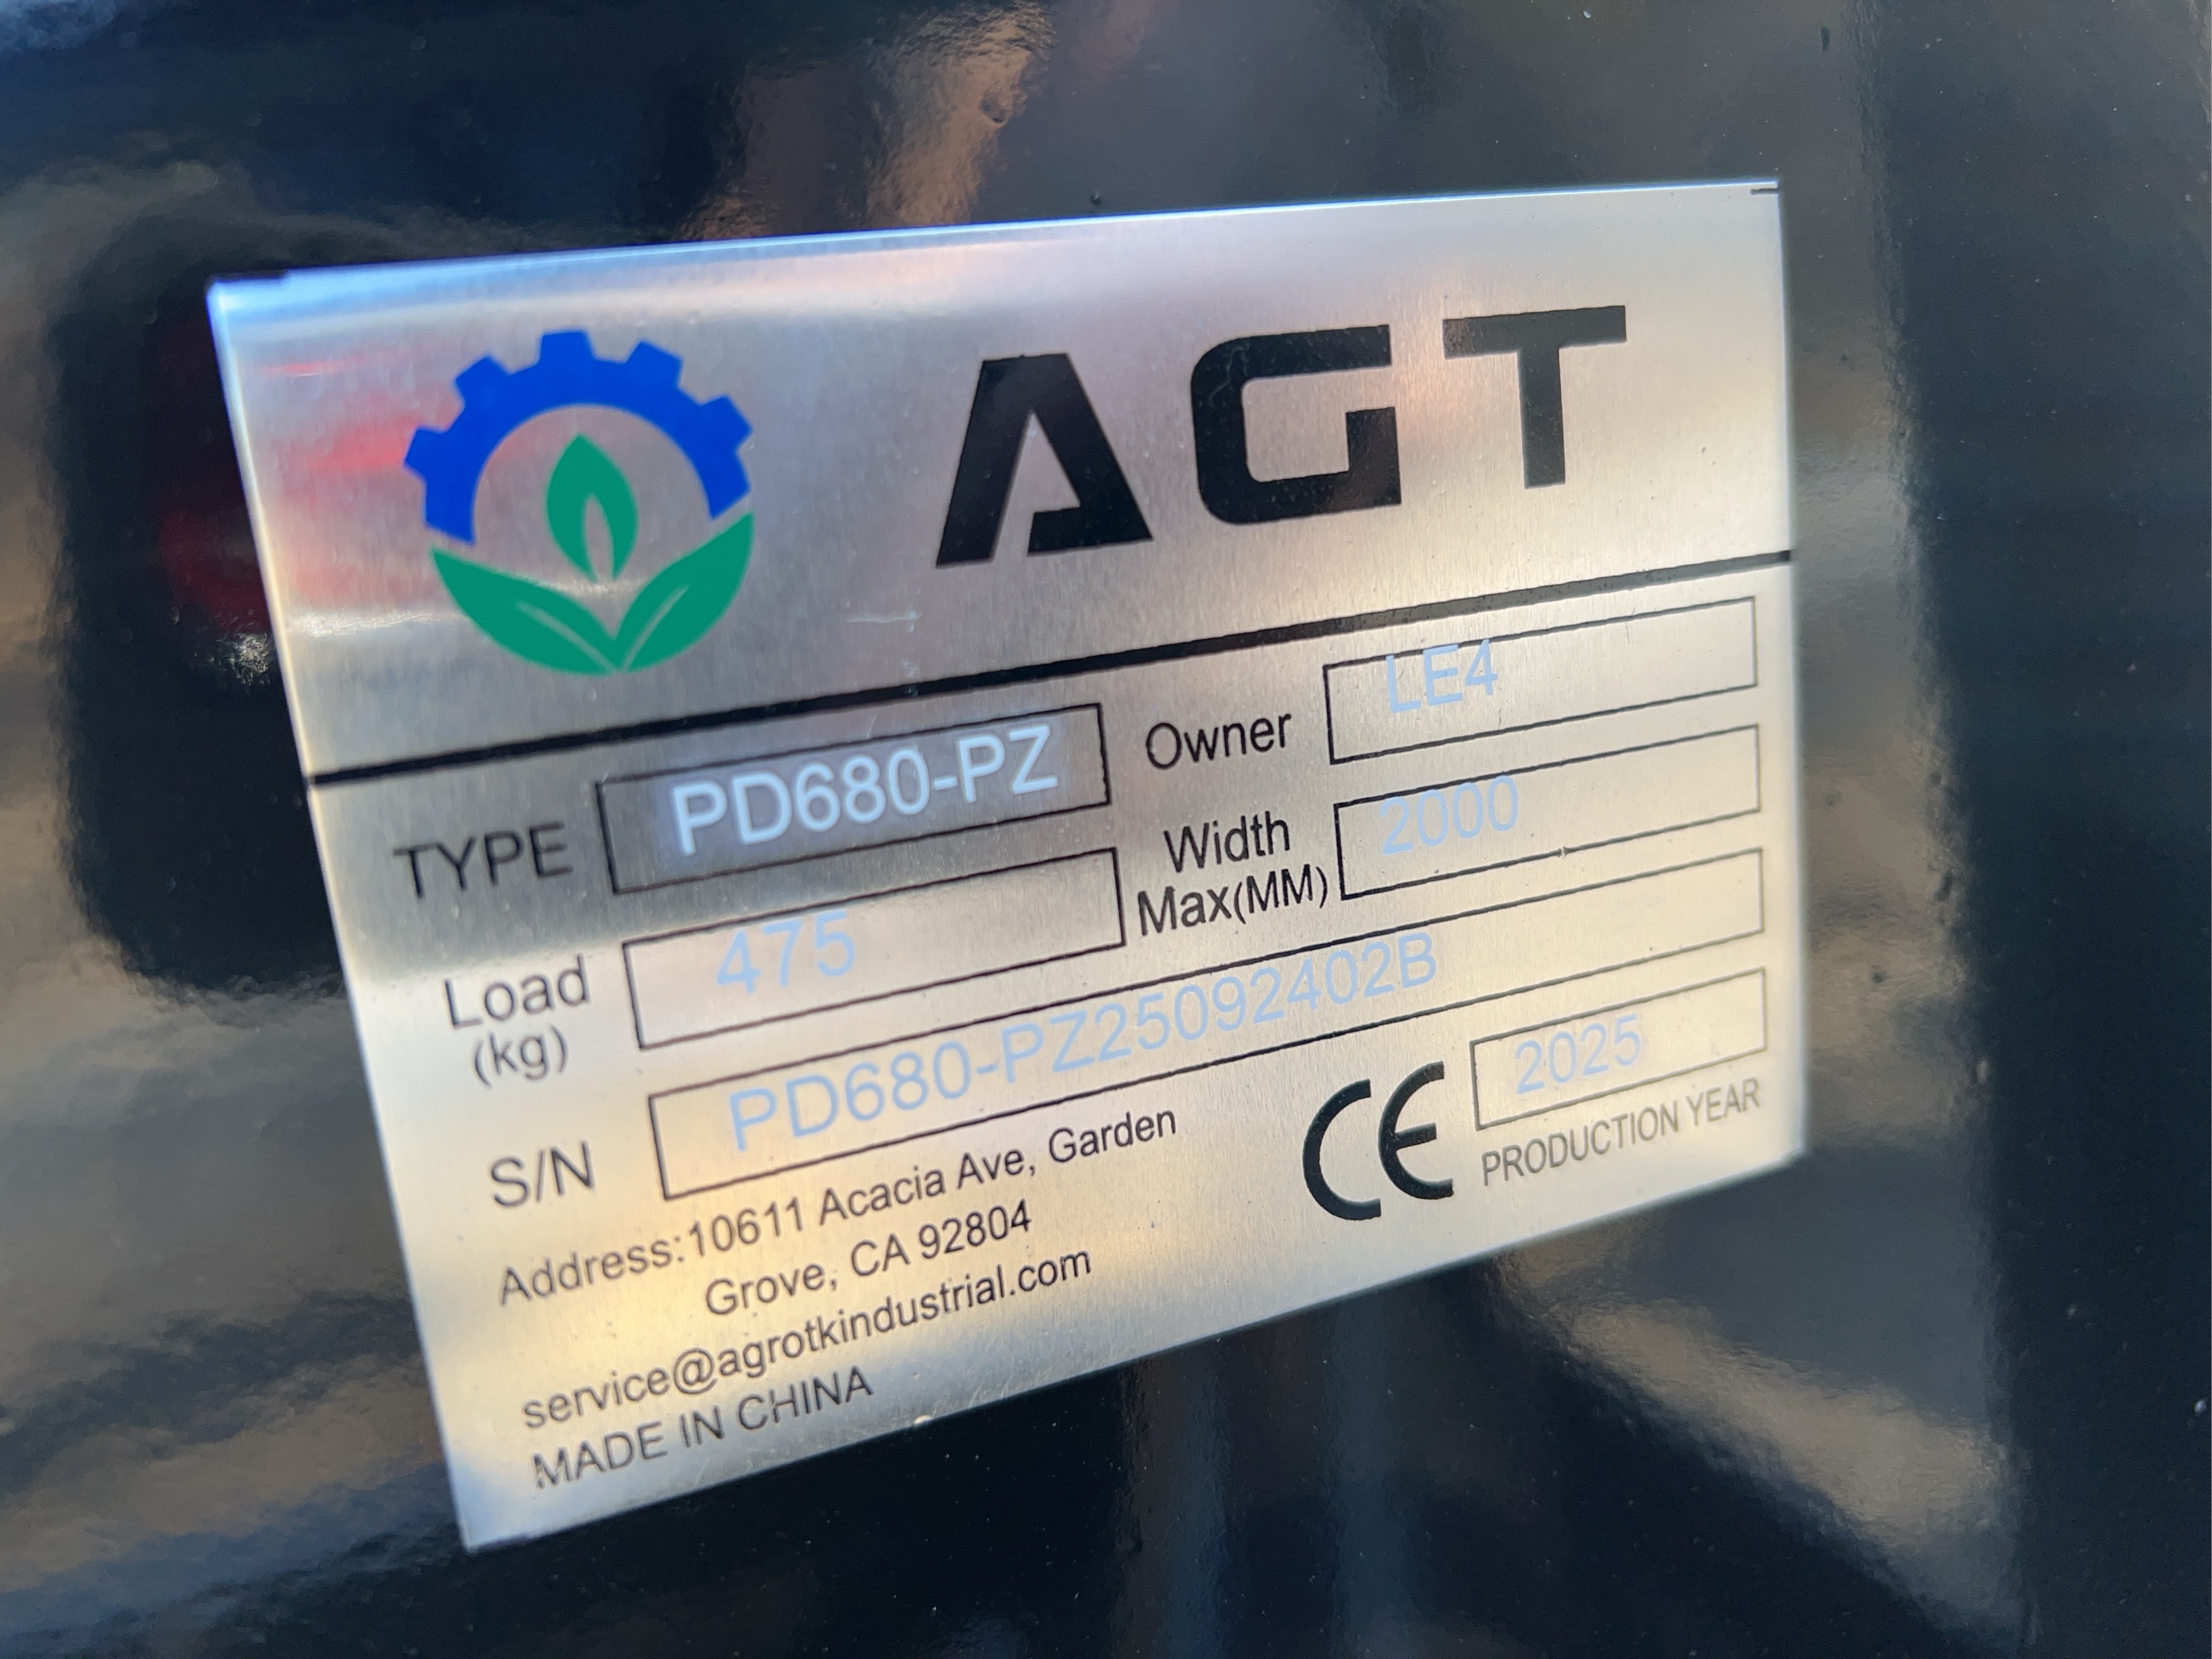 AGT
TYPE PD680-PZ Owner LE4
Load (kg) 475 Width Max(MM) 2000
S/N PD680-PZ25092402B
Address:10611 Acacia Ave, Garden
Grove, CA 92804
service@agrotkindustrial.com
MADE IN CHINA
CE 2025
PRODUCTION YEAR